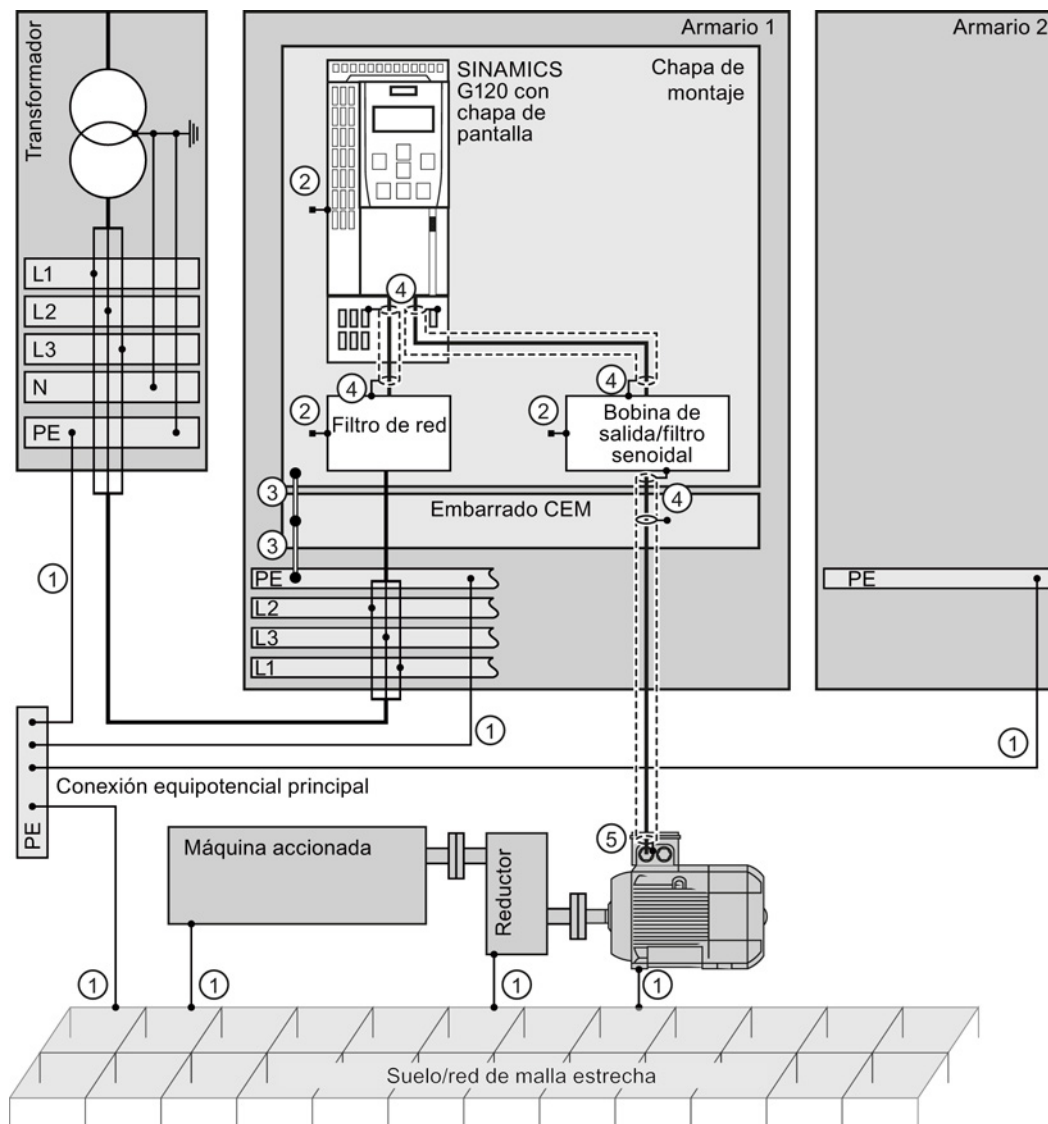 Transformador
L1
L2
L3
N
PE
1
Armario 1
SINAMICS
G120 con
chapa de
pantalla
Chapa de
montaje
2
4
4
4
2
Filtro de red
2
Bobina de
salida/filtro
senoidal
3
4
Embarrado CEM
3
PE
L2
L3
L1
Armario 2
PE
1
1
PE
Conexión equipotencial principal
Máquina accionada
Reductor
5
1
1
1
1
Suelo/red de malla estrecha